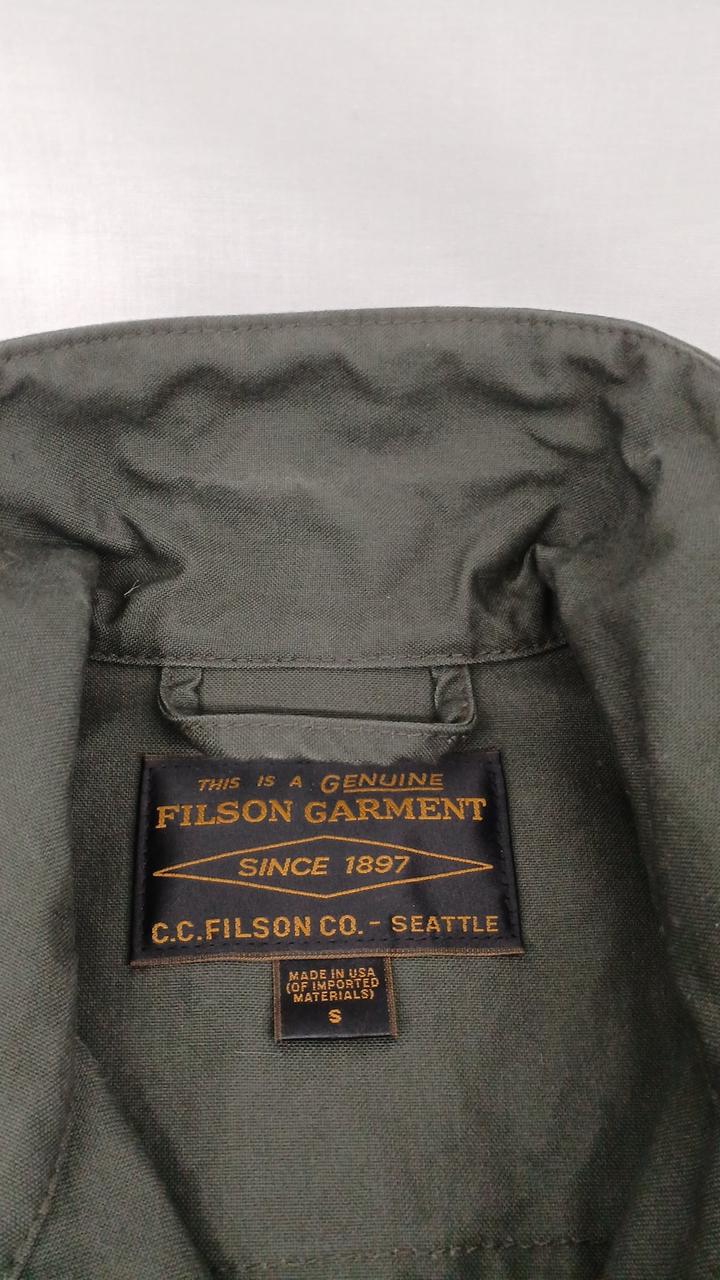 THIS IS A GENUINE
FILSON GARMENT
SINCE 1897
C.C.FILSON CO. - SEATTLE
MADE IN USA
(OF IMPORTED
MATERIALS)
S